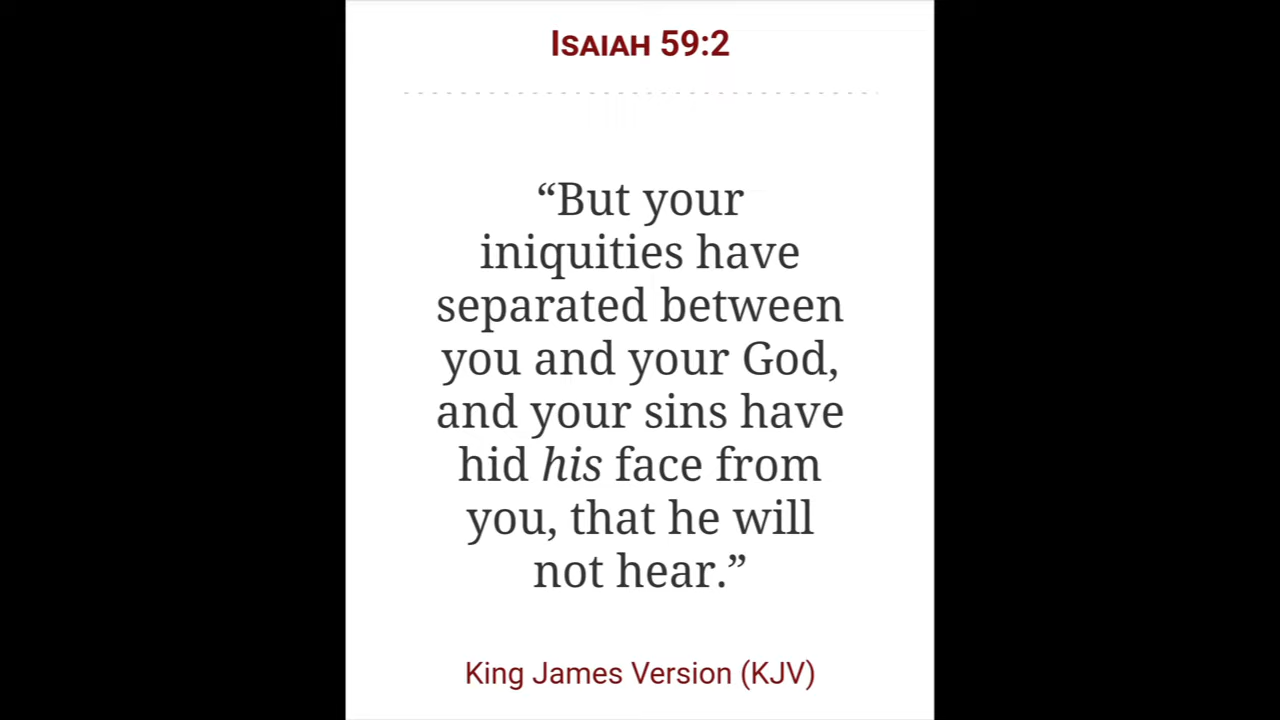 Isaiah 59:2
“But your
iniquities have
separated between
you and your God,
and your sins have
hid his face from
you, that he will
not hear.”
King James Version (KJV)